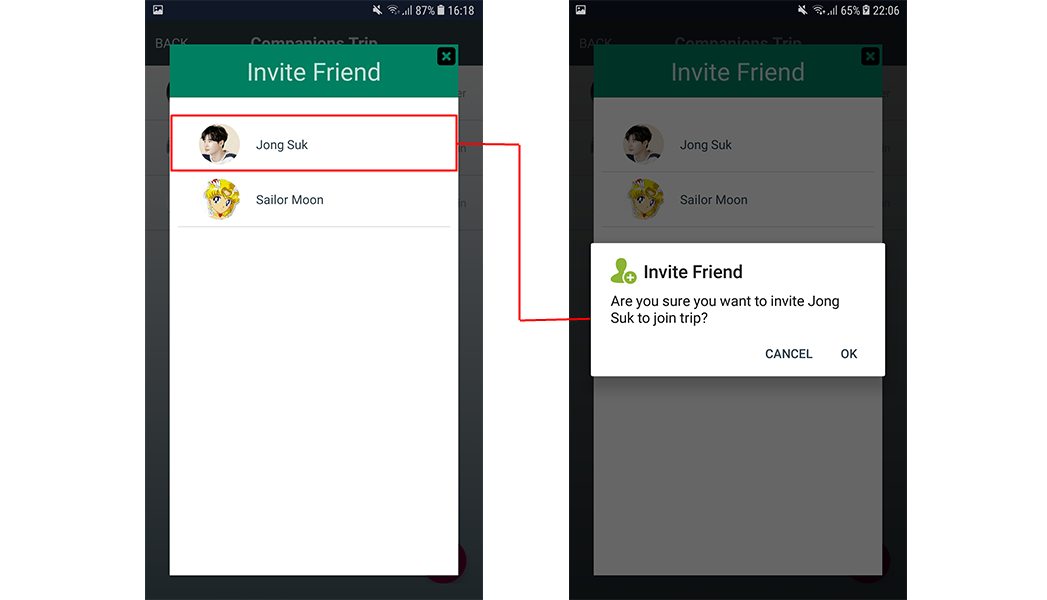 87% 16:18
BACK
Companions Trip
Invite Friend
Jong Suk
Sailor Moon
65% 22:06
BACK
Companions Trip
Invite Friend
Jong Suk
Sailor Moon
Invite Friend
Are you sure you want to invite Jong
Suk to join trip?
CANCEL OK